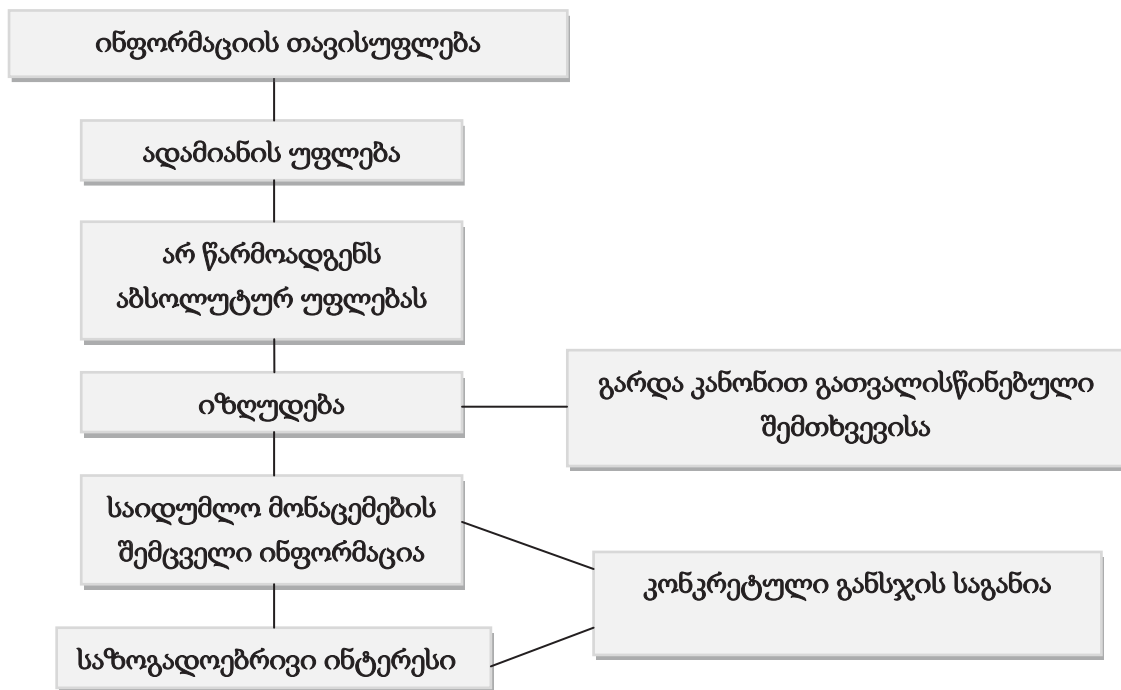 ინფორმაციის თავისუფლება
ადამიანის უფლება
არ წარმოადგენს
აბსოლუტურ უფლებას
იზღუდება
გარდა კანონით გათვალისწინებული
შემთხვევისა
საიდუმლო მონაცემების
შემცველი ინფორმაცია
კონკრეტული განსჯის საგანია
საზოგადოებრივი ინტერესი